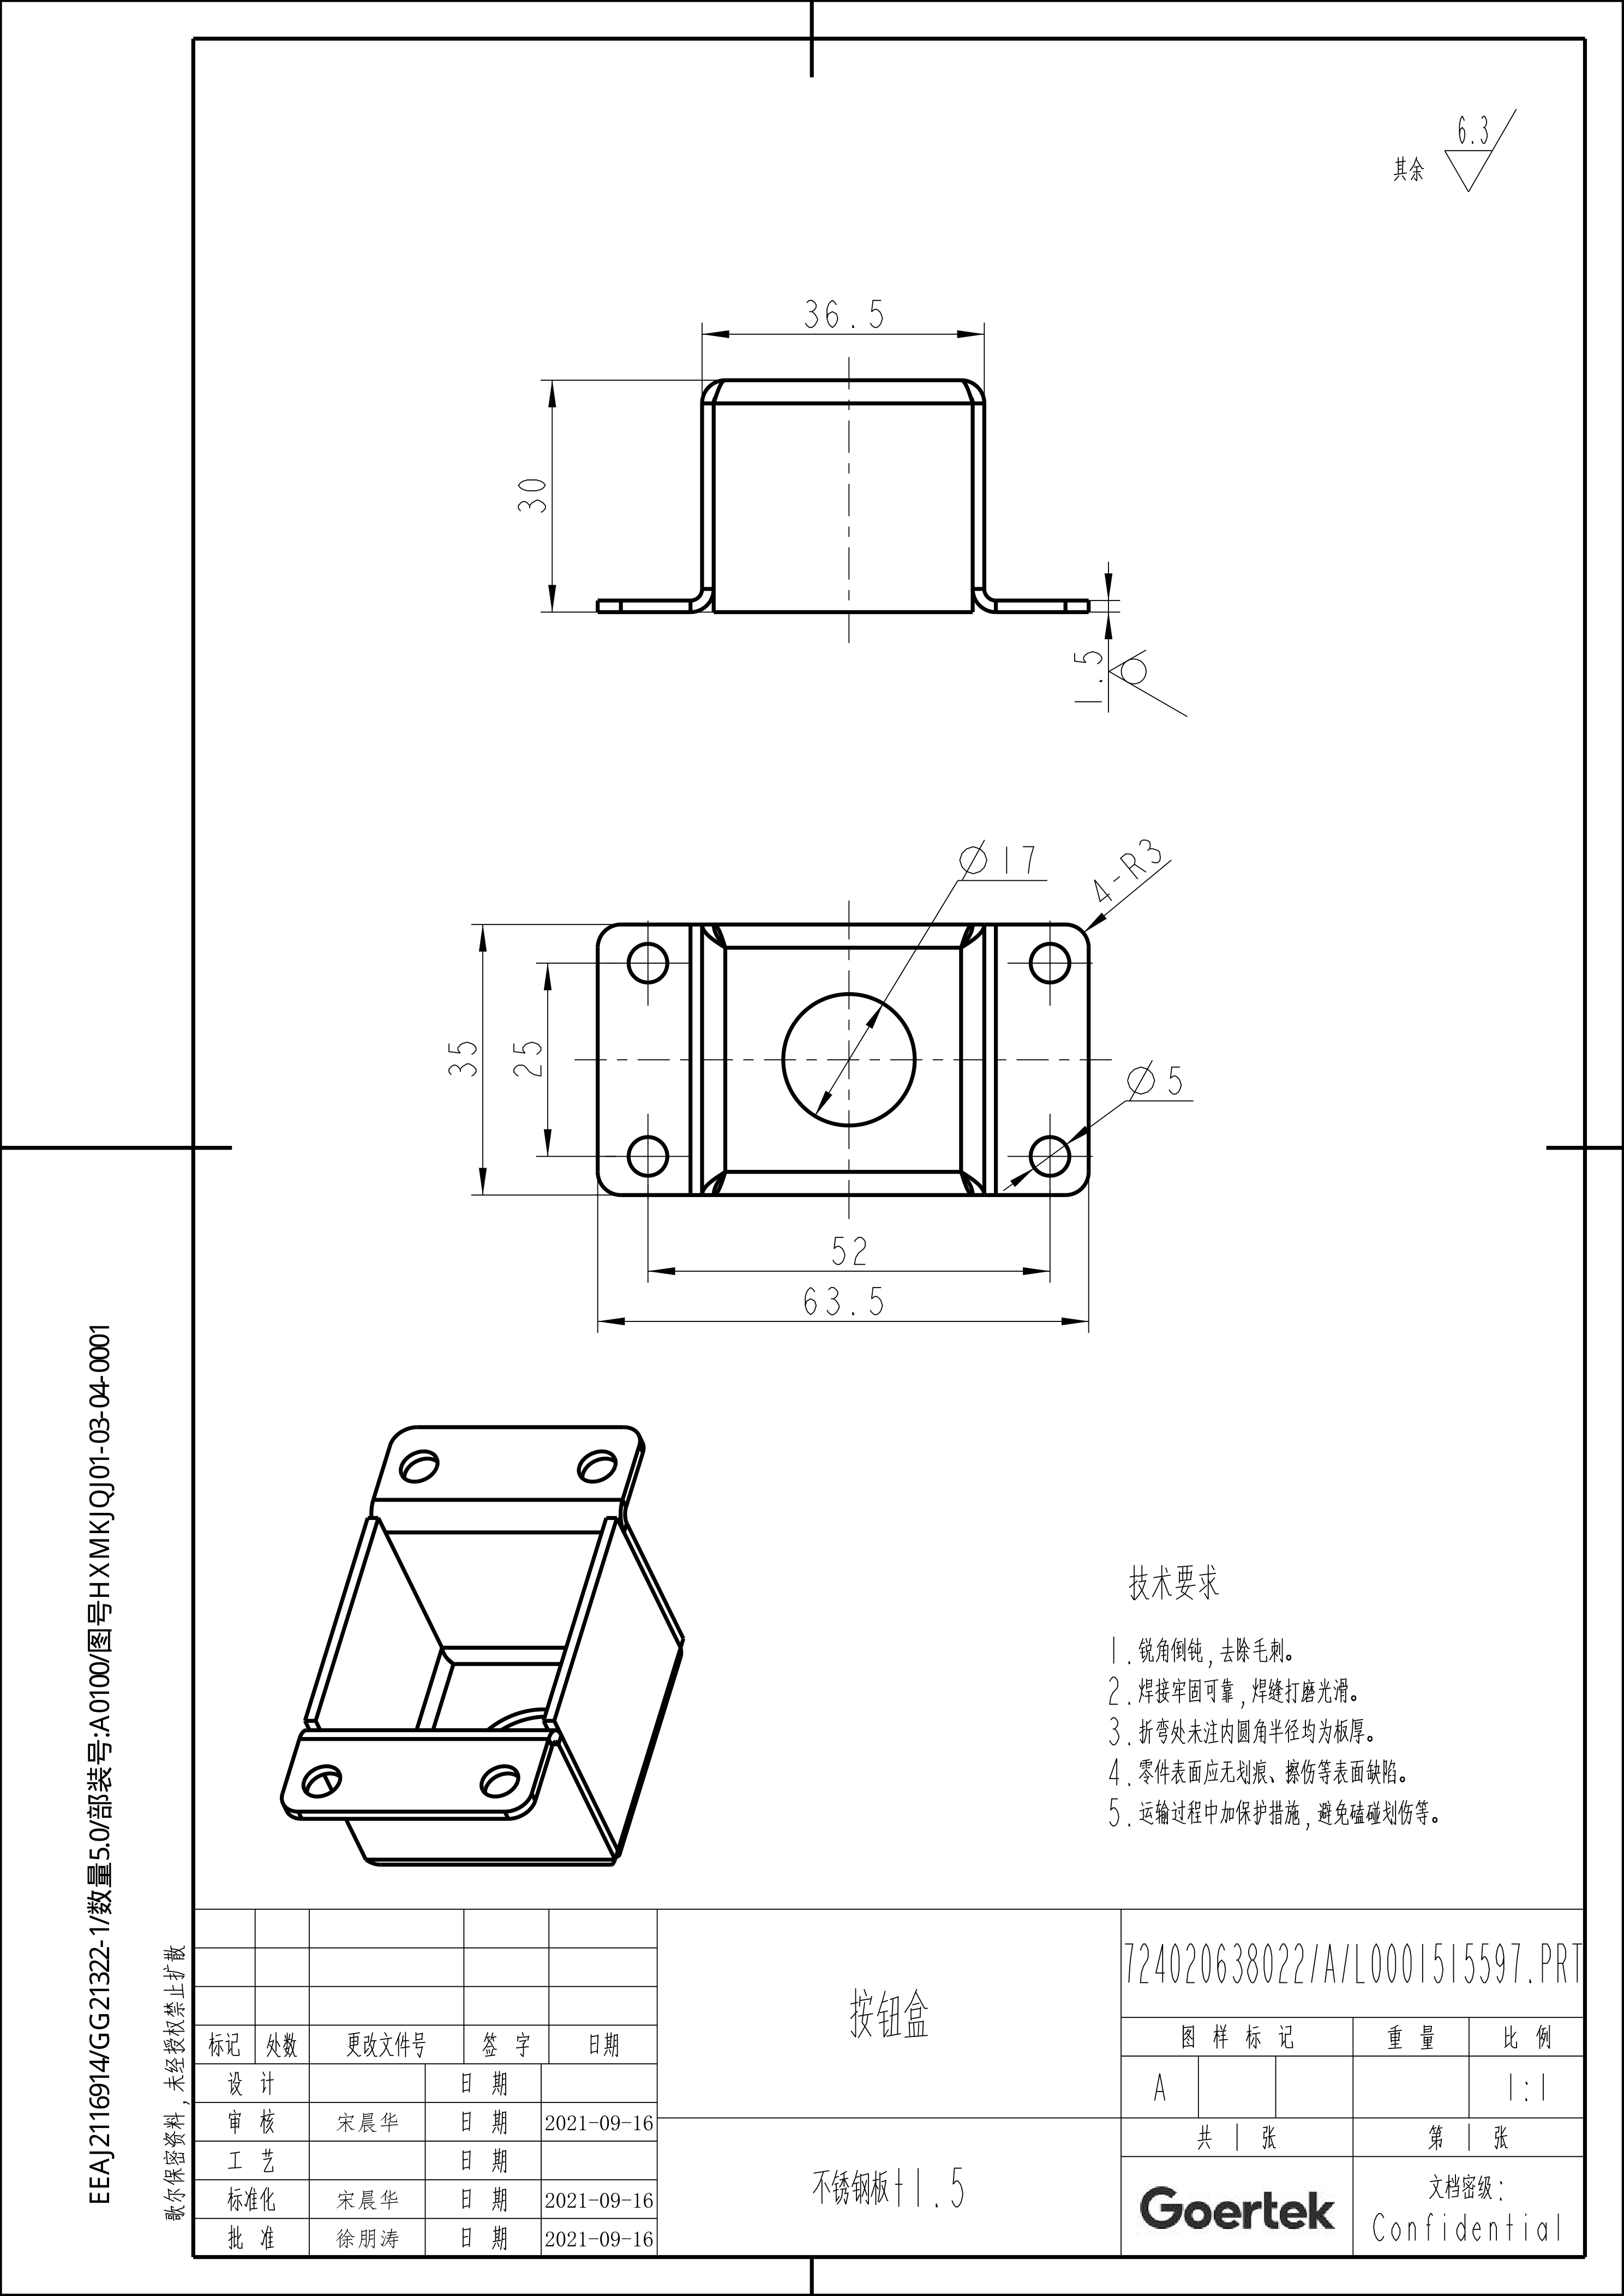 其余 6.3
36.5
30
1.5
∅17
4-R3
35
25
∅5
52
63.5
技术要求
1.锐角倒钝,去除毛刺。
2.焊接牢固可靠,焊缝打磨光滑。
3.折弯处未注内圆角半径均为板厚。
4.零件表面应无划痕、擦伤等表面缺陷。
5.运输过程中加保护措施,避免磕碰划伤等。
EEAJ2116914/GG21322-1/数量5.0/部装号:A0100/图号HXMKJQJ01-03-04-0001
歌尔保密资料,未经授权禁止扩散
标记 处数 更改文件号 签 字 日期
设 计 日 期
审 核 宋晨华 日 期 2021-09-16
工 艺 日 期
标准化 宋晨华 日 期 2021-09-16
批 准 徐朋涛 日 期 2021-09-16
按钮盒
不锈钢板t1.5
724020638022/A/L0001515597.PRT
图 样 标 记 重 量 比 例
A 1:1
共 1 张 第 1 张
Goertek
文档密级:
Confidential